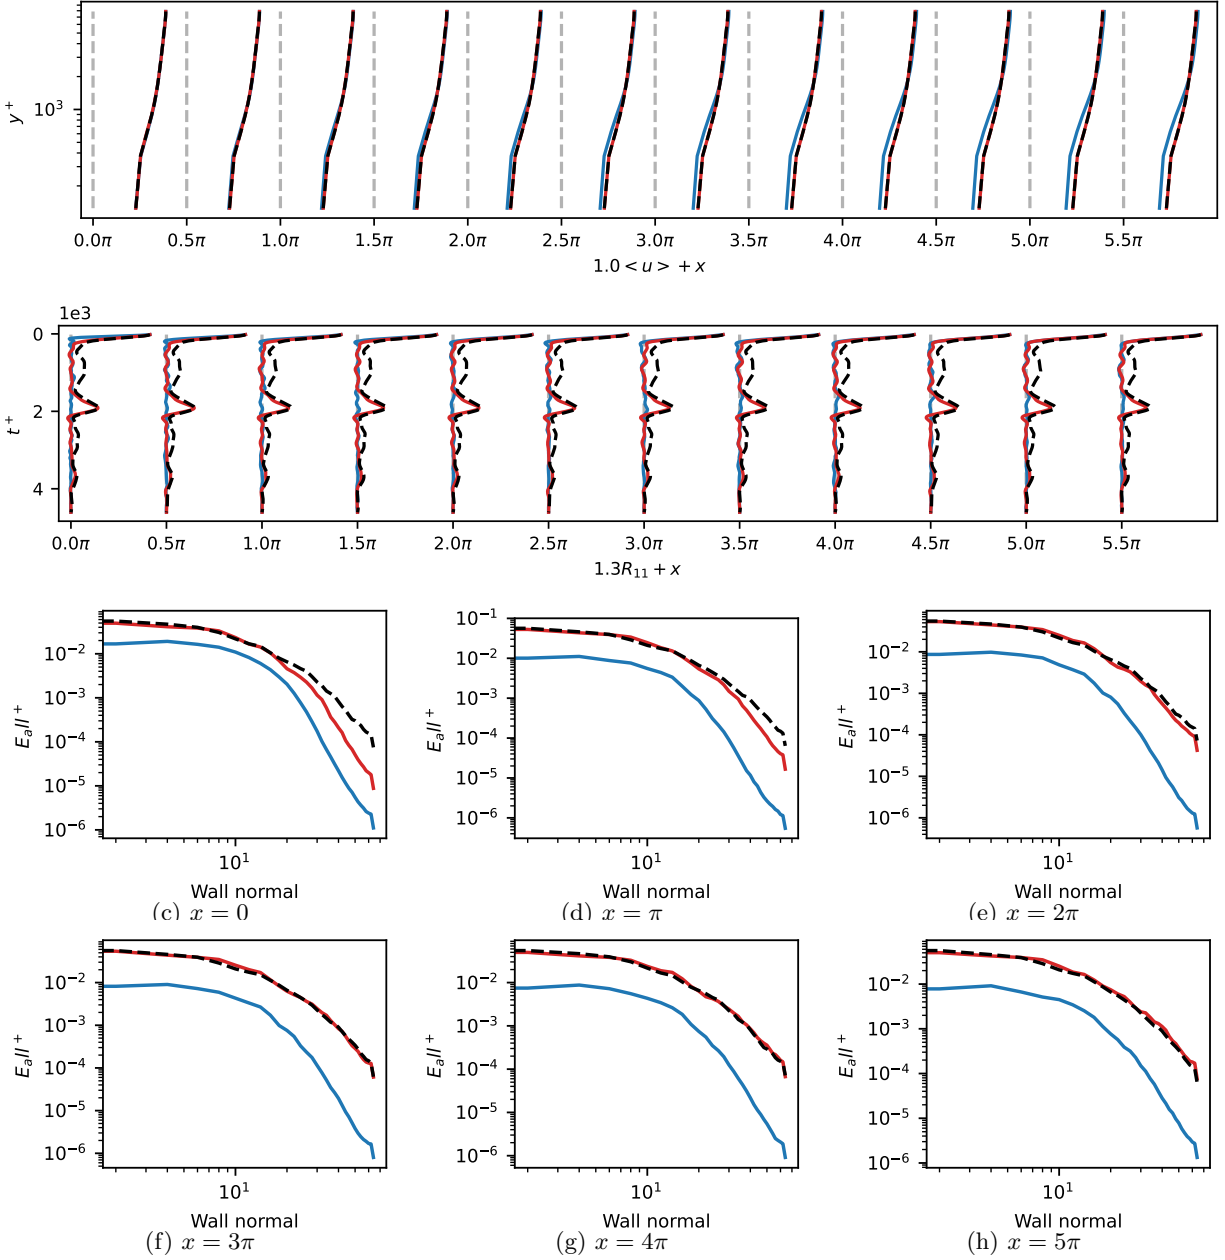 10³
y⁺
0.0π 0.5π 1.0π 1.5π 2.0π 2.5π 3.0π 3.5π 4.0π 4.5π 5.0π 5.5π
1.0 < u > + x
1e3
0
2
4
t⁺
0.0π 0.5π 1.0π 1.5π 2.0π 2.5π 3.0π 3.5π 4.0π 4.5π 5.0π 5.5π
1.3R₁₁ + x
10⁻² 10⁻³ 10⁻⁴ 10⁻⁵ 10⁻⁶
EₐII⁺
10¹
Wall normal
(c) x = 0
10⁻¹ 10⁻² 10⁻³ 10⁻⁴ 10⁻⁵ 10⁻⁶
EₐII⁺
10¹
Wall normal
(d) x = π
10⁻² 10⁻³ 10⁻⁴ 10⁻⁵ 10⁻⁶
EₐII⁺
10¹
Wall normal
(e) x = 2π
10⁻² 10⁻³ 10⁻⁴ 10⁻⁵ 10⁻⁶
EₐII⁺
10¹
Wall normal
(f) x = 3π
10⁻² 10⁻³ 10⁻⁴ 10⁻⁵ 10⁻⁶
EₐII⁺
10¹
Wall normal
(g) x = 4π
10⁻² 10⁻³ 10⁻⁴ 10⁻⁵ 10⁻⁶
EₐII⁺
10¹
Wall normal
(h) x = 5π